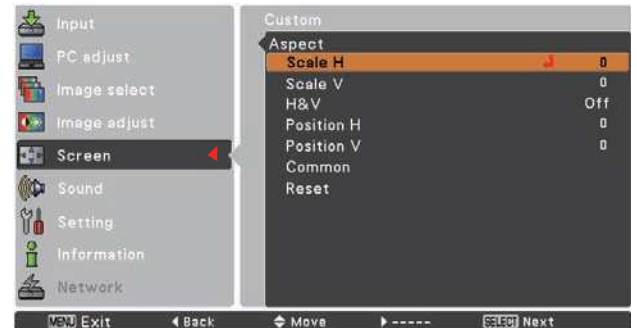 Input
PC adjust
Image select
Image adjust
Screen
Sound
Setting
Information
Network
Custom
Aspect
Scale H 0
Scale V 0
H&V Off
Position H 0
Position V 0
Common
Reset
MENU Exit Back Move ----- SELECT Next